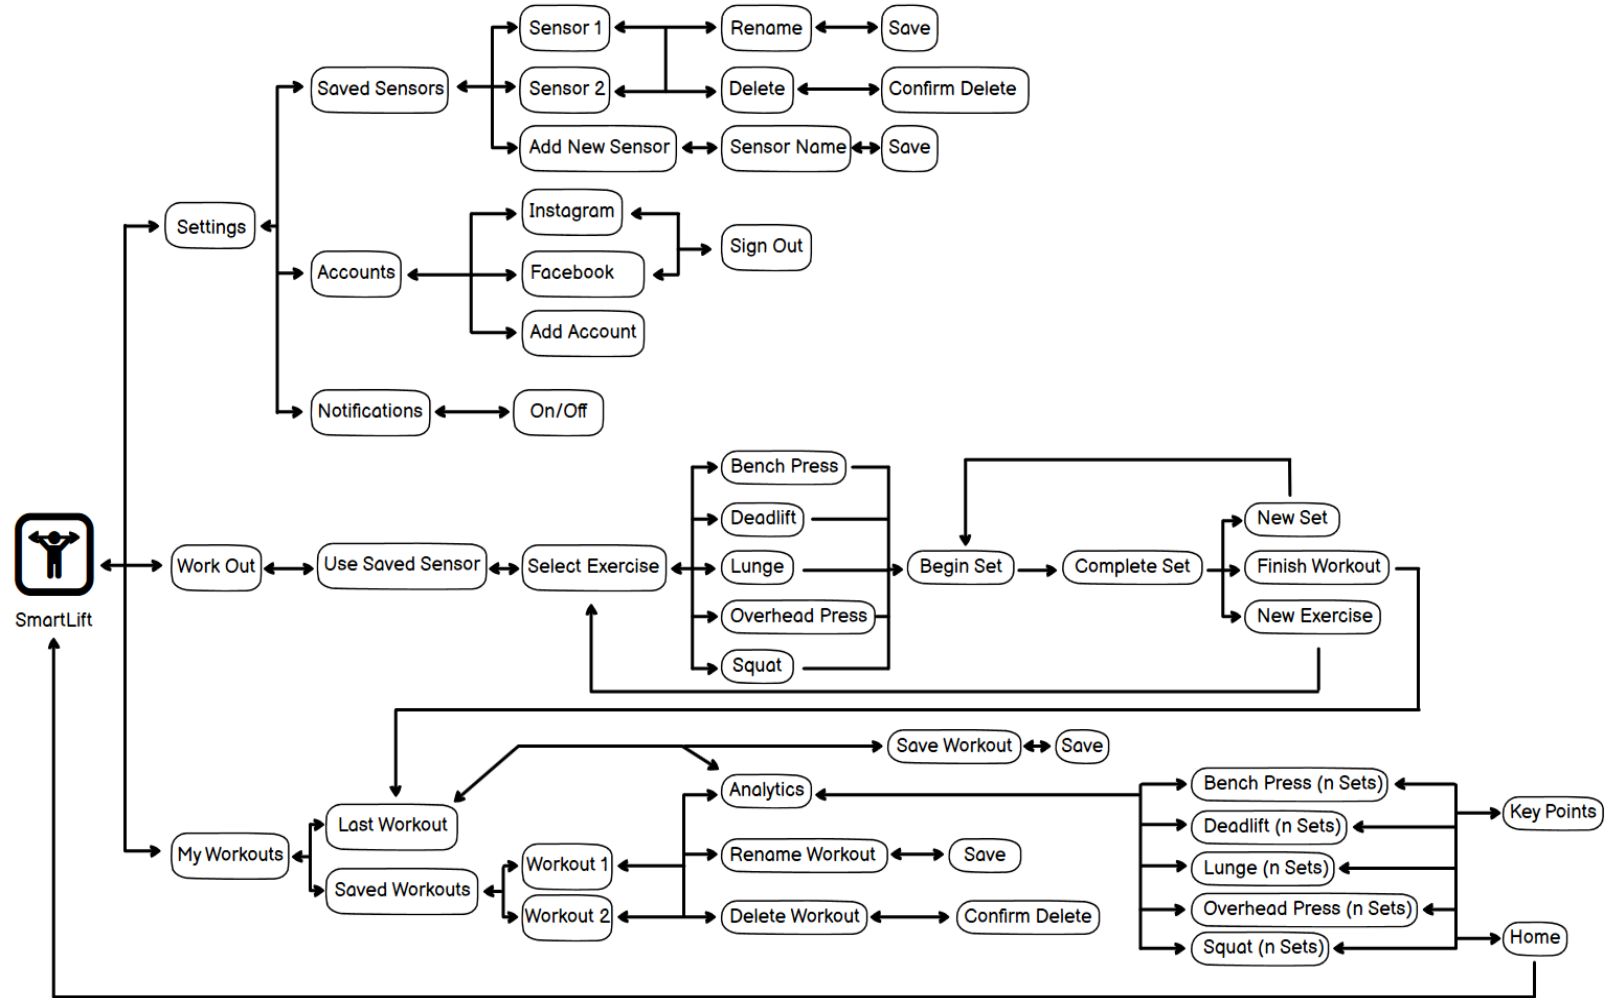 Sensor 1
Rename
Save
Saved Sensors
Sensor 2
Delete
Confirm Delete
Add New Sensor
Sensor Name
Save
Settings
Instagram
Sign Out
Accounts
Facebook
Add Account
Notifications
On/Off
Bench Press
Deadlift
New Set
SmartLift
Work Out
Use Saved Sensor
Select Exercise
Lunge
Begin Set
Complete Set
Finish Workout
Overhead Press
New Exercise
Squat
Save Workout
Save
Analytics
Bench Press (n Sets)
Key Points
Last Workout
Deadlift (n Sets)
My Workouts
Workout 1
Rename Workout
Save
Lunge (n Sets)
Saved Workouts
Workout 2
Delete Workout
Confirm Delete
Overhead Press (n Sets)
Squat (n Sets)
Home